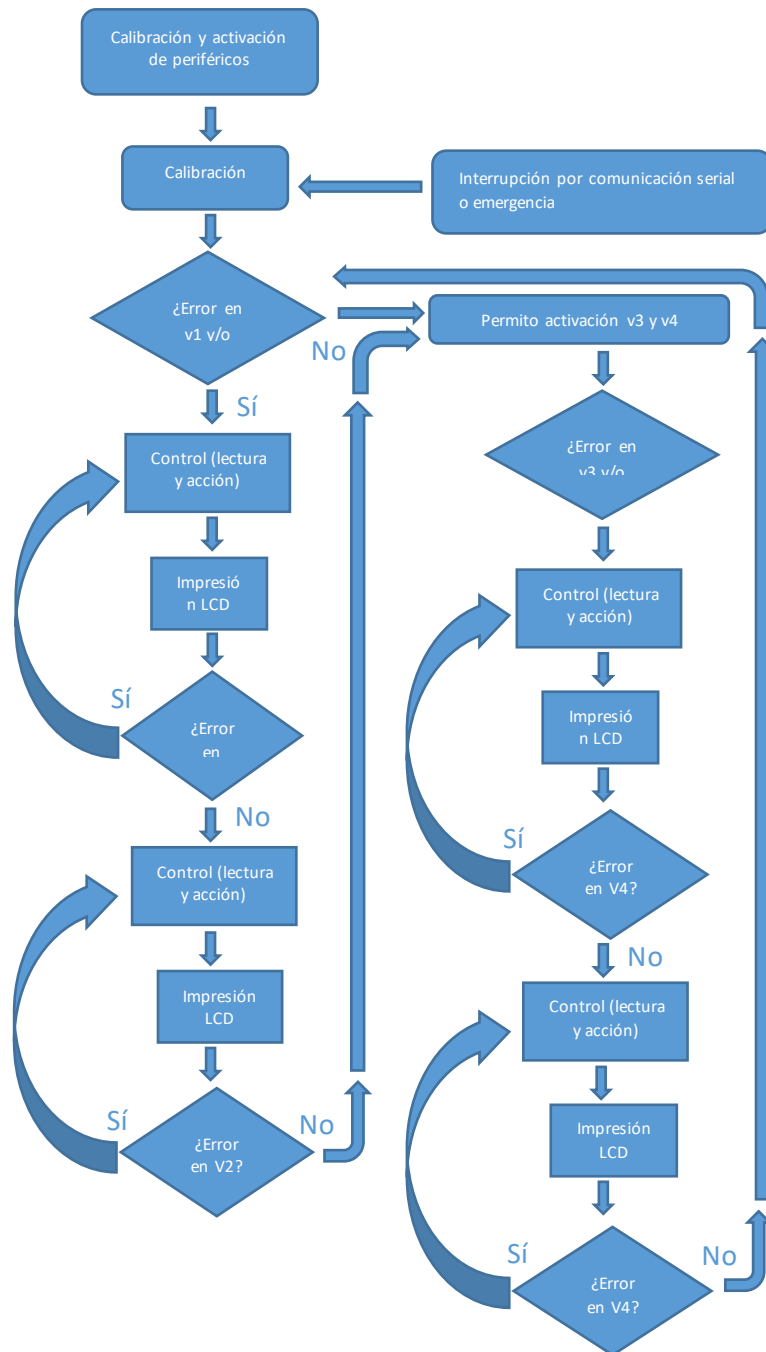 Calibración y activación
de periféricos
Calibración
Interrupción por comunicación serial
o emergencia
¿Error en
v1 y/o
No
Permito activación v3 y v4
Sí
Control (lectura
y acción)
Impresió
n LCD
Sí
¿Error
en
No
Control (lectura
y acción)
Impresión
LCD
Sí
¿Error
en V2?
No
¿Error en
v3 y/o
Control (lectura
y acción)
Impresió
n LCD
Sí
¿Error
en V4?
No
Control (lectura
y acción)
Impresión
LCD
Sí
¿Error
en V4?
No